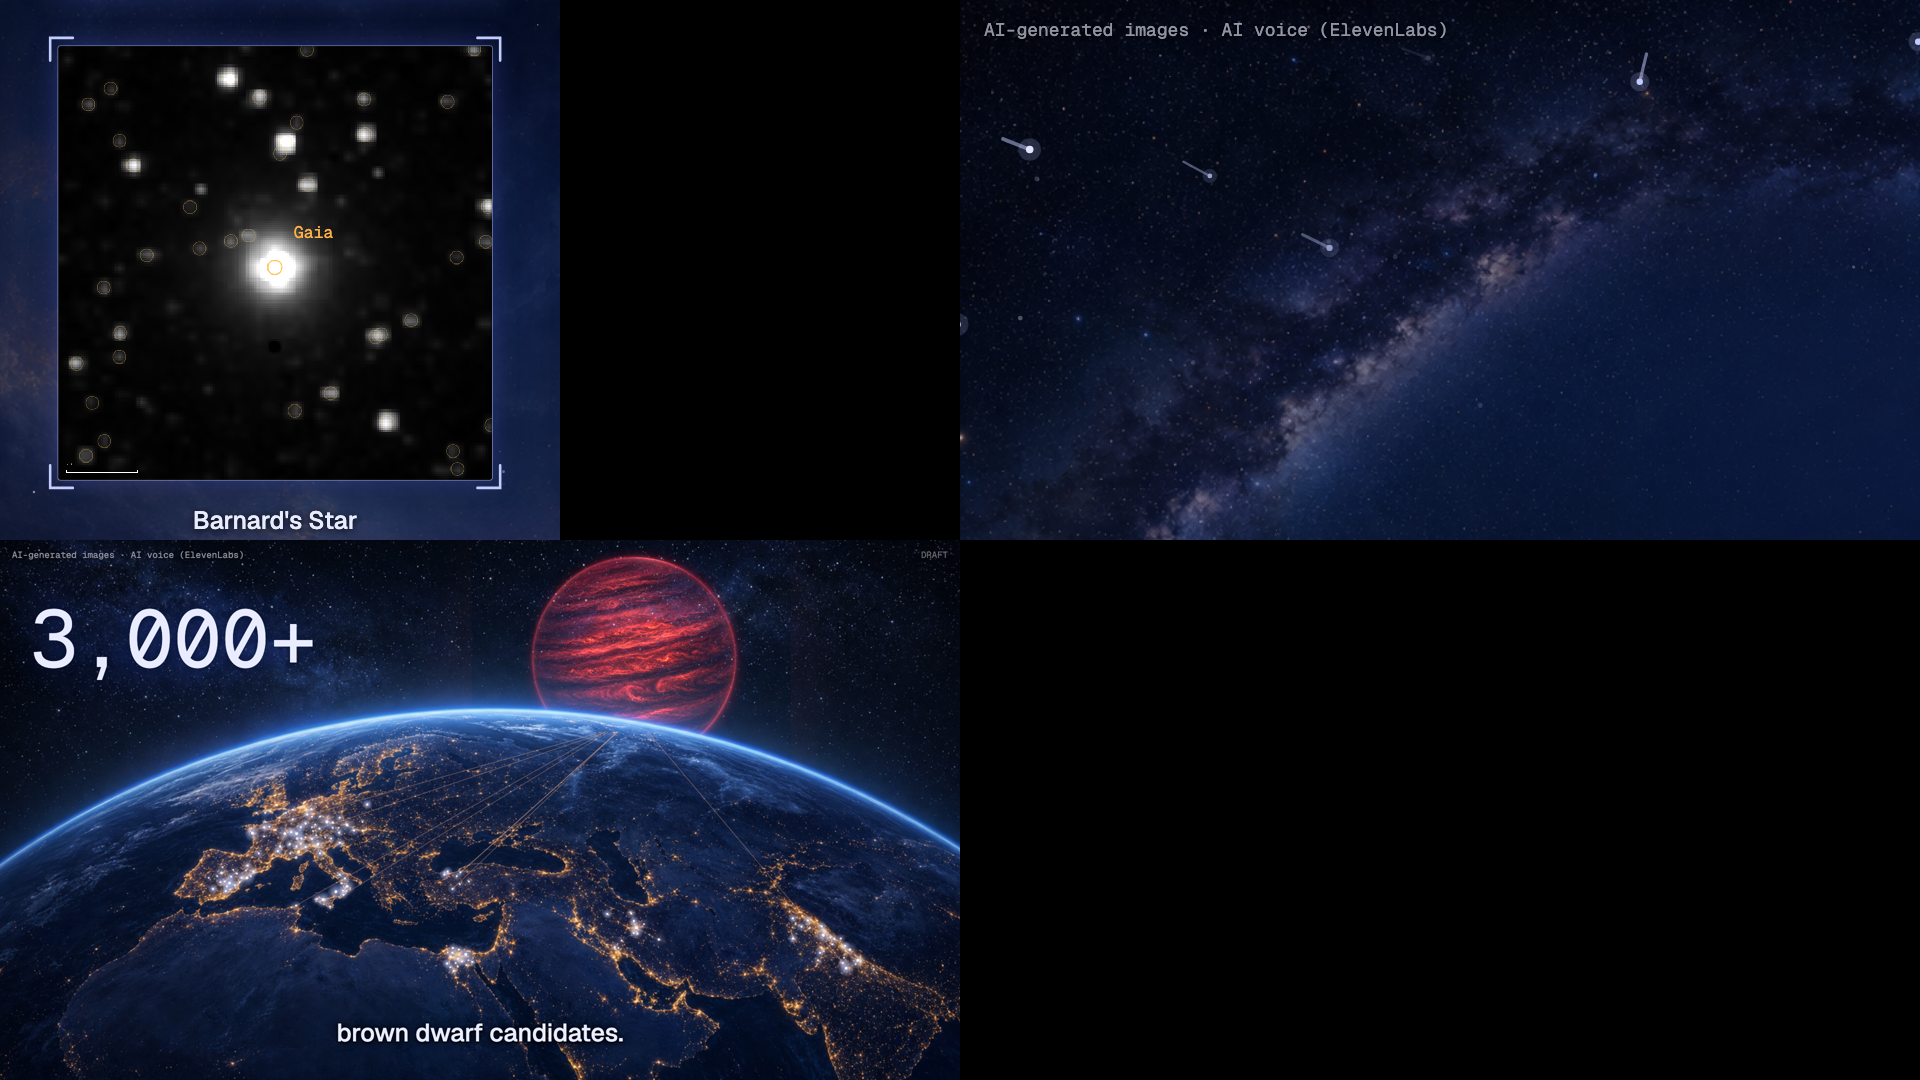 Gaia
Barnard's Star
AI-generated images · AI voice (ElevenLabs)
AI-generated images · AI voice (ElevenLabs)
DRAFT
3,000+
brown dwarf candidates.